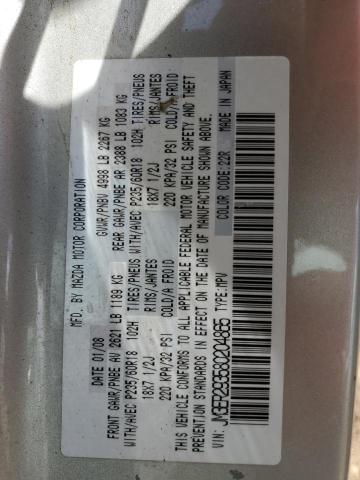 MFD. BY MAZDA MOTOR CORPORATION
DATE 01/08 GVWR/PNBV 4998 LB 2267 KG
FRONT GAWR/PNBE AV 2621 LB 1189 KG REAR GAWR/PNBE AR 2388 LB 1083 KG
WITH/AVEC P235/60R18 102H TIRES/PNEUS WITH/AVEC P235/60R18 102H TIRES/PNEUS
18X7 1/2J RIMS/JANTES 18X7 1/2J RIMS/JANTES
220 KPA/32 PSI COLD/A FROID 220 KPA/32 PSI COLD/A FROID
THIS VEHICLE CONFORMS TO ALL APPLICABLE FEDERAL MOTOR VEHICLE SAFETY AND THEFT
PREVENTION STANDARDS IN EFFECT ON THE DATE OF MANUFACTURE SHOWN ABOVE.
COLOR CODE:22R MADE IN JAPAN
JM3ER293580204865
VIN: TYPE:MPV